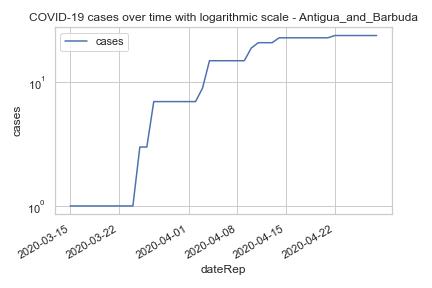 COVID-19 cases over time with logarithmic scale - Antigua_and_Barbuda
cases
10¹
10⁰
cases
2020-03-15
2020-03-22
2020-04-01
2020-04-08
2020-04-15
2020-04-22
dateRep